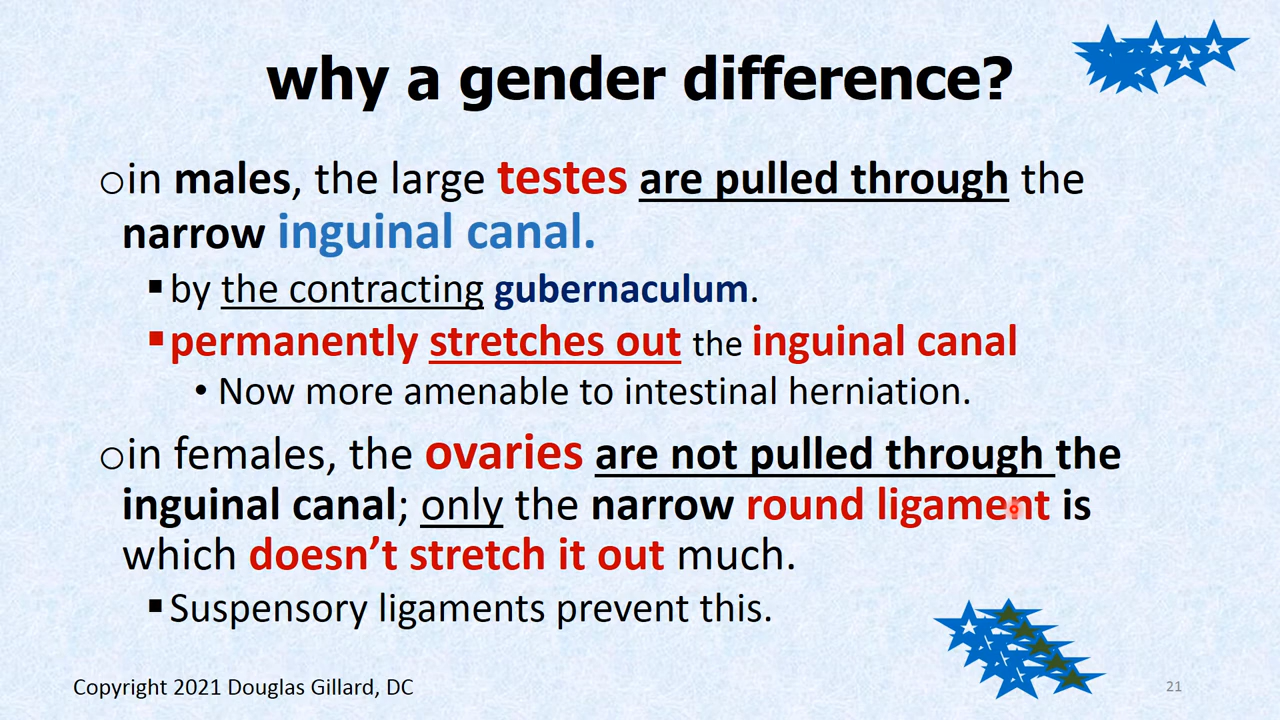 why a gender difference?
○in males, the large testes are pulled through the
narrow inguinal canal.
▪by the contracting gubernaculum.
▪permanently stretches out the inguinal canal
• Now more amenable to intestinal herniation.
○in females, the ovaries are not pulled through the
inguinal canal; only the narrow round ligament is
which doesn’t stretch it out much.
▪Suspensory ligaments prevent this.
Copyright 2021 Douglas Gillard, DC
21